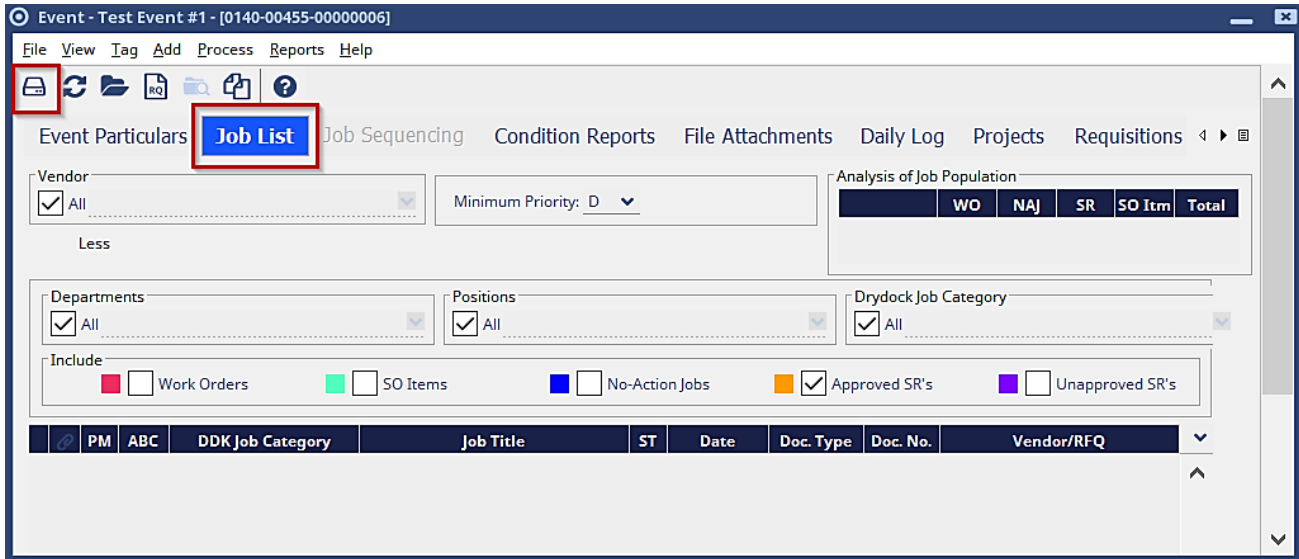 Event - Test Event #1 - [0140-00455-00000006]
File View Tag Add Process Reports Help
RQ
Event Particulars Job List Job Sequencing Condition Reports File Attachments Daily Log Projects Requisitions
Vendor
All
Minimum Priority: D
Analysis of Job Population
WO NAJ SR SO Itm Total
Less
Departments Positions Drydock Job Category
All All All
Include
Work Orders SO Items No-Action Jobs Approved SR's Unapproved SR's
PM ABC DDK Job Category Job Title ST Date Doc. Type Doc. No. Vendor/RFQ